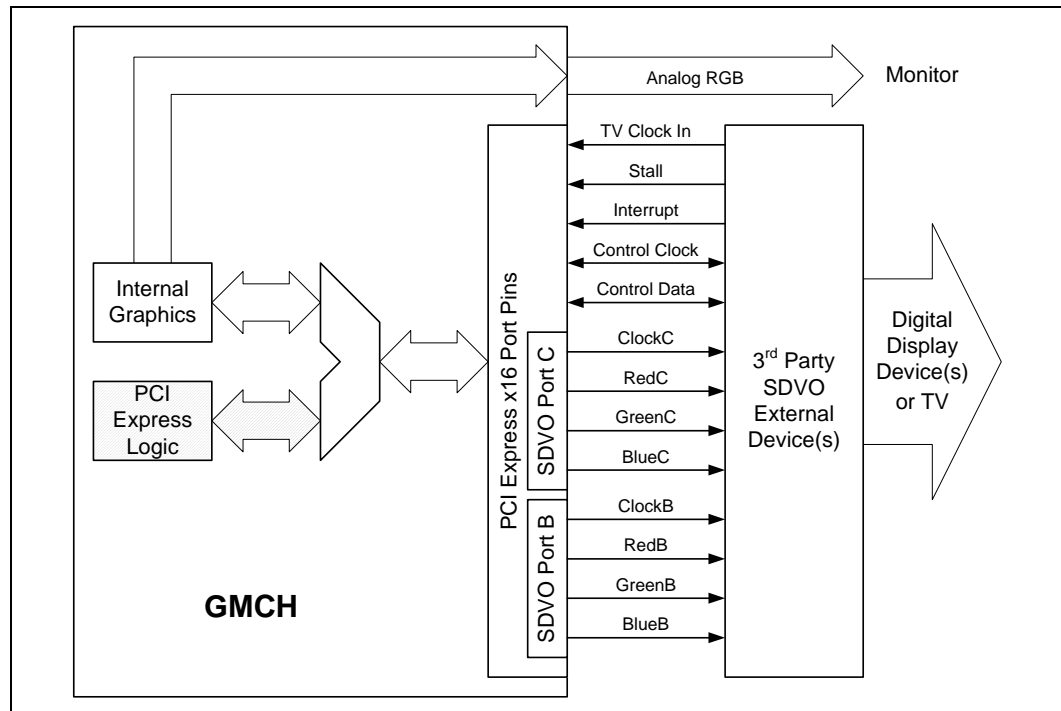 Analog RGB
Monitor
TV Clock In
Stall
Interrupt
Control Clock
Control Data
ClockC
RedC
GreenC
BlueC
ClockB
RedB
GreenB
BlueB
Internal
Graphics
PCI
Express
Logic
PCI Express x16 Port Pins
SDVO Port C
SDVO Port B
3rd Party
SDVO
External
Device(s)
Digital
Display
Device(s)
or TV
GMCH